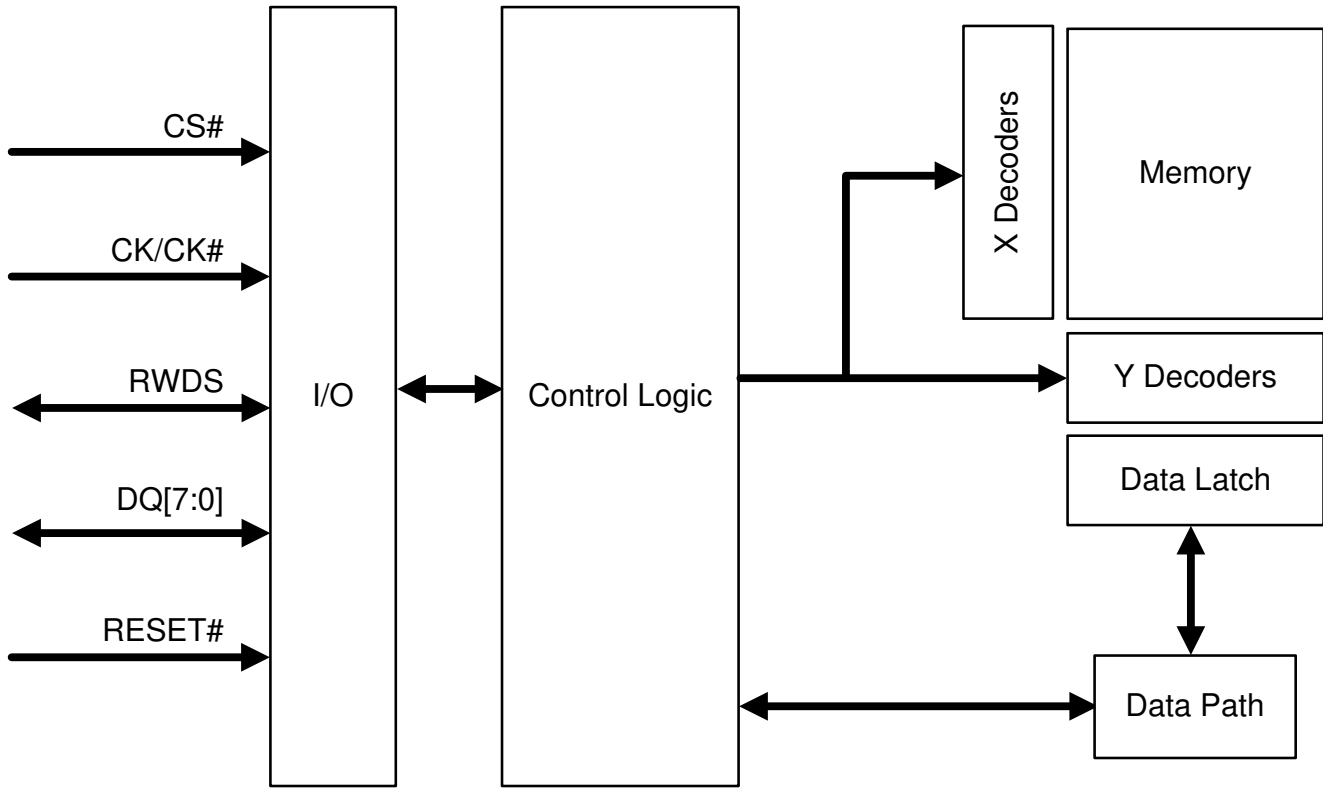 CS#
CK/CK#
RWDS
DQ[7:0]
RESET#
I/O
Control Logic
X Decoders
Memory
Y Decoders
Data Latch
Data Path